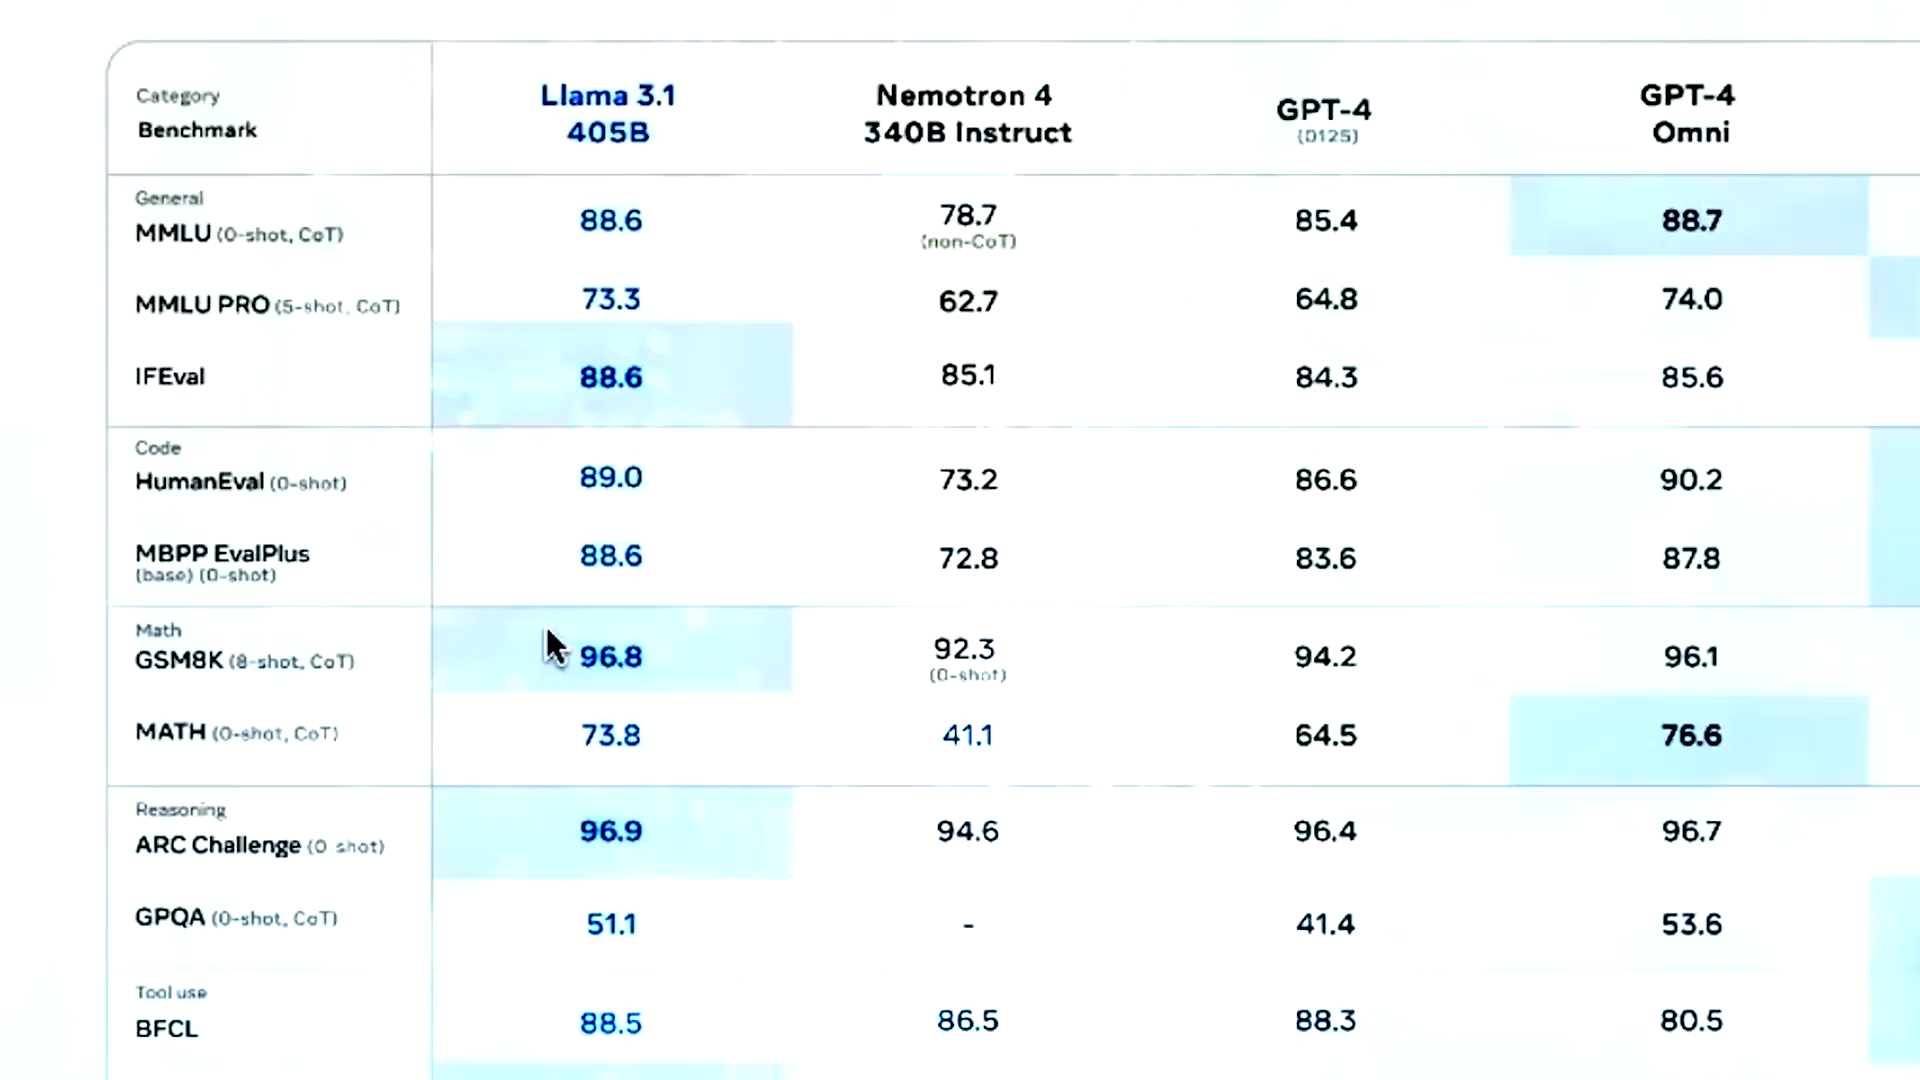 Category
Benchmark
Llama 3.1
405B
Nemotron 4
340B Instruct
GPT-4
(0125)
GPT-4
Omni
General
MMLU (0-shot, CoT) 88.6 78.7 (non-CoT) 85.4 88.7
MMLU PRO (5-shot, CoT) 73.3 62.7 64.8 74.0
IFEval 88.6 85.1 84.3 85.6
Code
HumanEval (0-shot) 89.0 73.2 86.6 90.2
MBPP EvalPlus 88.6 72.8 83.6 87.8
(base) (0-shot)
Math
GSM8K (8-shot, CoT) 96.8 92.3 (0-shot) 94.2 96.1
MATH (0-shot, CoT) 73.8 41.1 64.5 76.6
Reasoning
ARC Challenge (0-shot) 96.9 94.6 96.4 96.7
GPQA (0-shot, CoT) 51.1 - 41.4 53.6
Tool use
BFCL 88.5 86.5 88.3 80.5